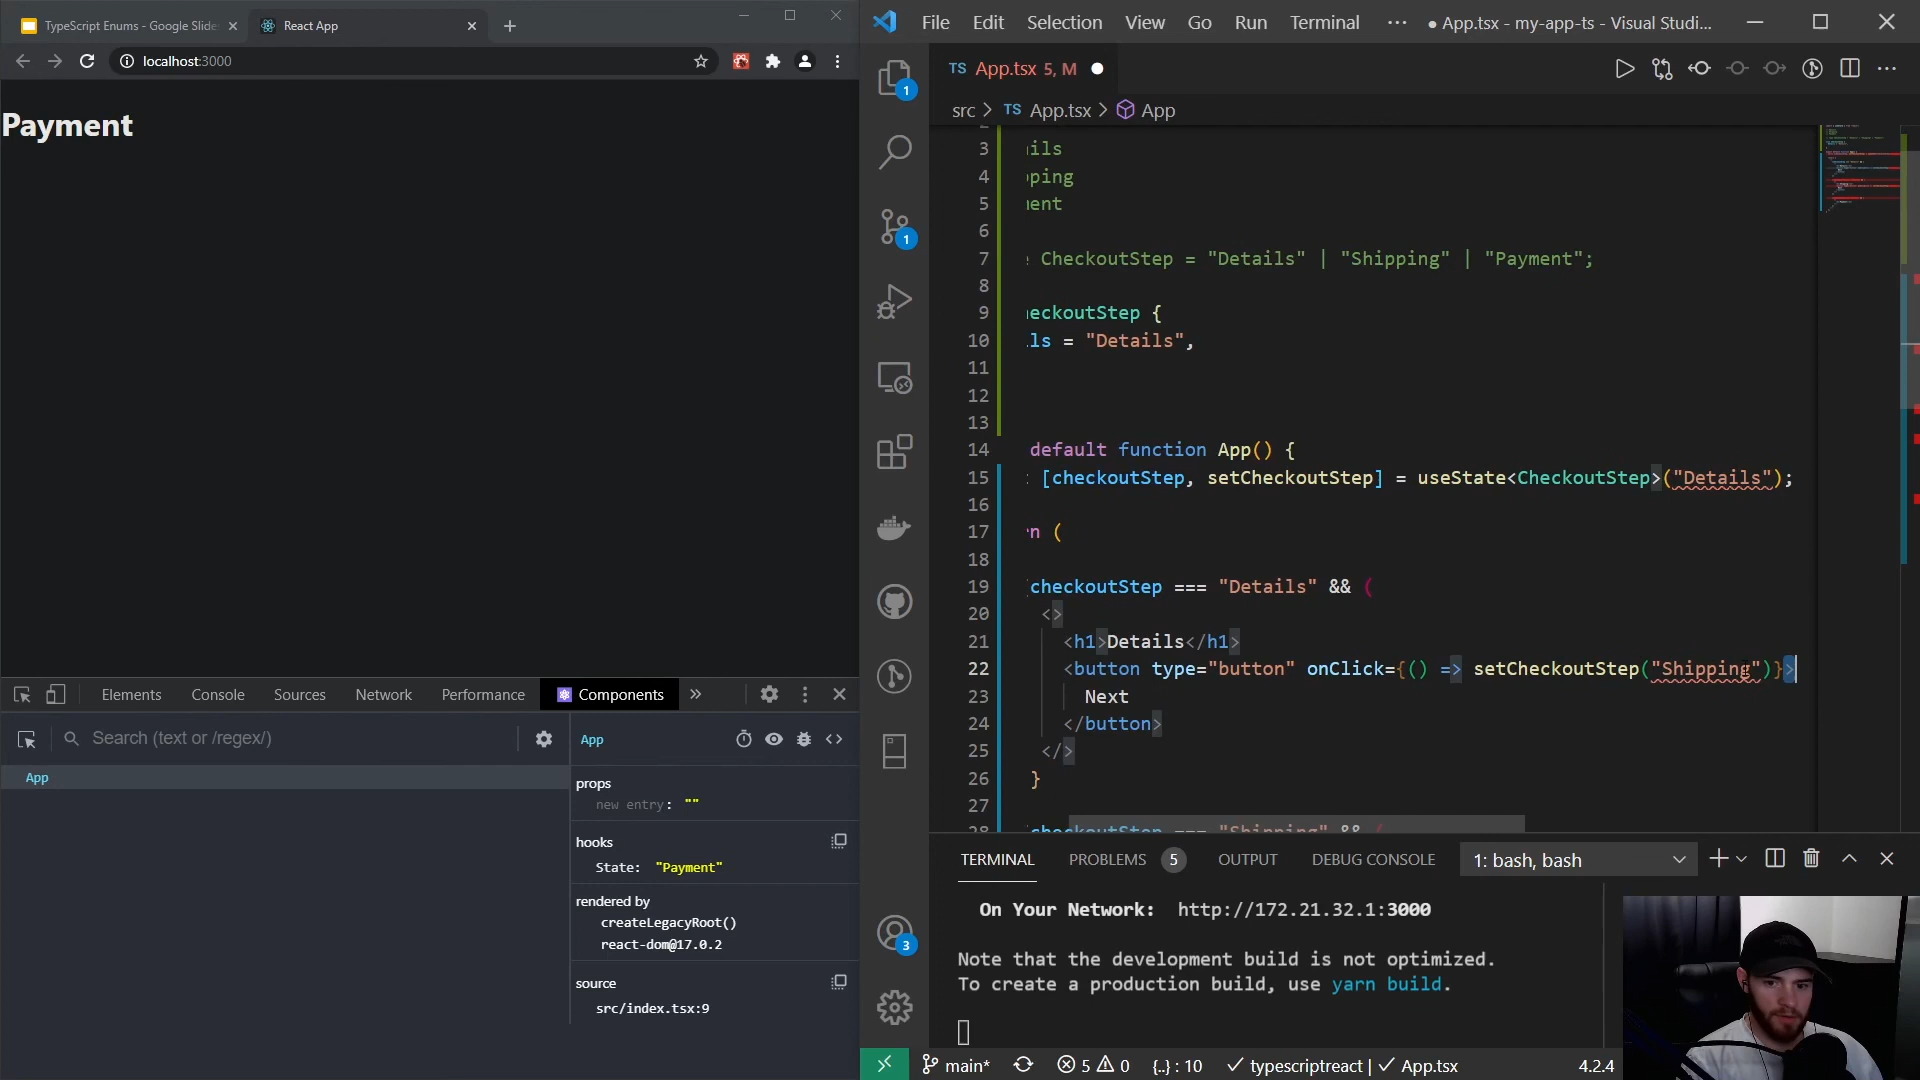 TypeScript Enums - Google Slide
React App
localhost:3000
Payment
Elements
Console
Sources
Network
Performance
Components
Search (text or /regex/)
App
App
props
new entry: ""
hooks
State: "Payment"
rendered by
createLegacyRoot()
react-dom@17.0.2
source
src/index.tsx:9
File Edit Selection View Go Run Terminal ··· ● App.tsx - my-app-ts - Visual Studi...
TS App.tsx 5, M
src > TS App.tsx > App
3 ils
4 pping
5 ment
6
7 CheckoutStep = "Details" | "Shipping" | "Payment";
8
9 eckoutStep {
10 ls = "Details",
11
12
13
14 default function App() {
15 [checkoutStep, setCheckoutStep] = useState<CheckoutStep>("Details");
16
17 n (
18
19 checkoutStep === "Details" && (
20 <>
21 <h1>Details</h1>
22 <button type="button" onClick={() => setCheckoutStep("Shipping")}>
23 Next
24 </button>
25 </>
26 }
27
28 checkoutStep === "Shipping" && (
1
1
3
TERMINAL PROBLEMS 5 OUTPUT DEBUG CONSOLE 1: bash, bash
On Your Network: http://172.21.32.1:3000
Note that the development build is not optimized.
To create a production build, use yarn build.
main* 5 0 {..} : 10 typescriptreact | App.tsx 4.2.4